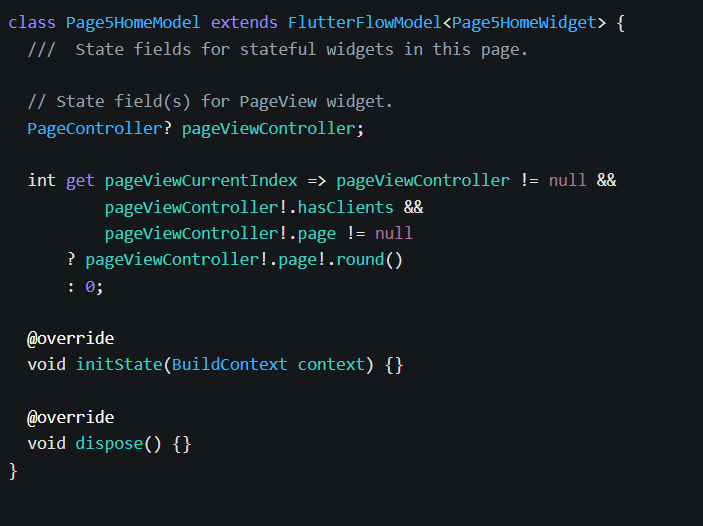 class Page5HomeModel extends FlutterFlowModel<Page5HomeWidget> {
  ///  State fields for stateful widgets in this page.

  // State field(s) for PageView widget.
  PageController? pageViewController;

  int get pageViewCurrentIndex => pageViewController != null &&
          pageViewController!.hasClients &&
          pageViewController!.page != null
      ? pageViewController!.page!.round()
      : 0;

  @override
  void initState(BuildContext context) {}

  @override
  void dispose() {}
}